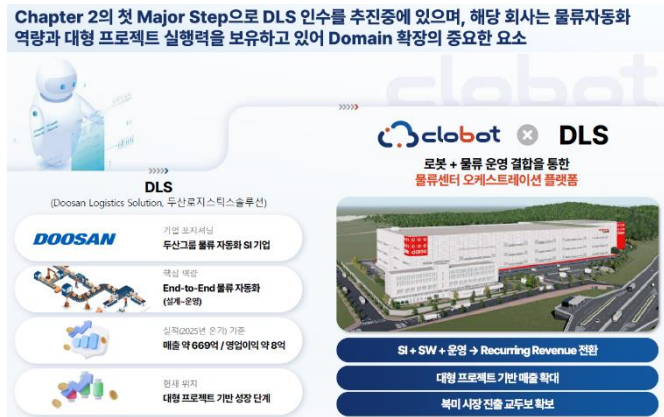 Chapter 2의 첫 Major Step으로 DLS 인수를 추진중에 있으며, 해당 회사는 물류자동화
역량과 대형 프로젝트 실행력을 보유하고 있어 Domain 확장의 중요한 요소
clobot
DLS
(Doosan Logistics Solution, 두산로지스틱스솔루션)
DOOSAN
기업 포지셔닝
두산그룹 물류 자동화 SI 기업
핵심 역량
End-to-End 물류 자동화
(설계~운영)
실적(2025년 온기) 기준
매출 약 669억 / 영업이익 약 8억
현재 위치
대형 프로젝트 기반 성장 단계
clobot DLS
로봇 + 물류 운영 결합을 통한
물류센터 오케스트레이션 플랫폼
SI + SW + 운영 → Recurring Revenue 전환
대형 프로젝트 기반 매출 확대
북미 시장 진출 교두보 확보